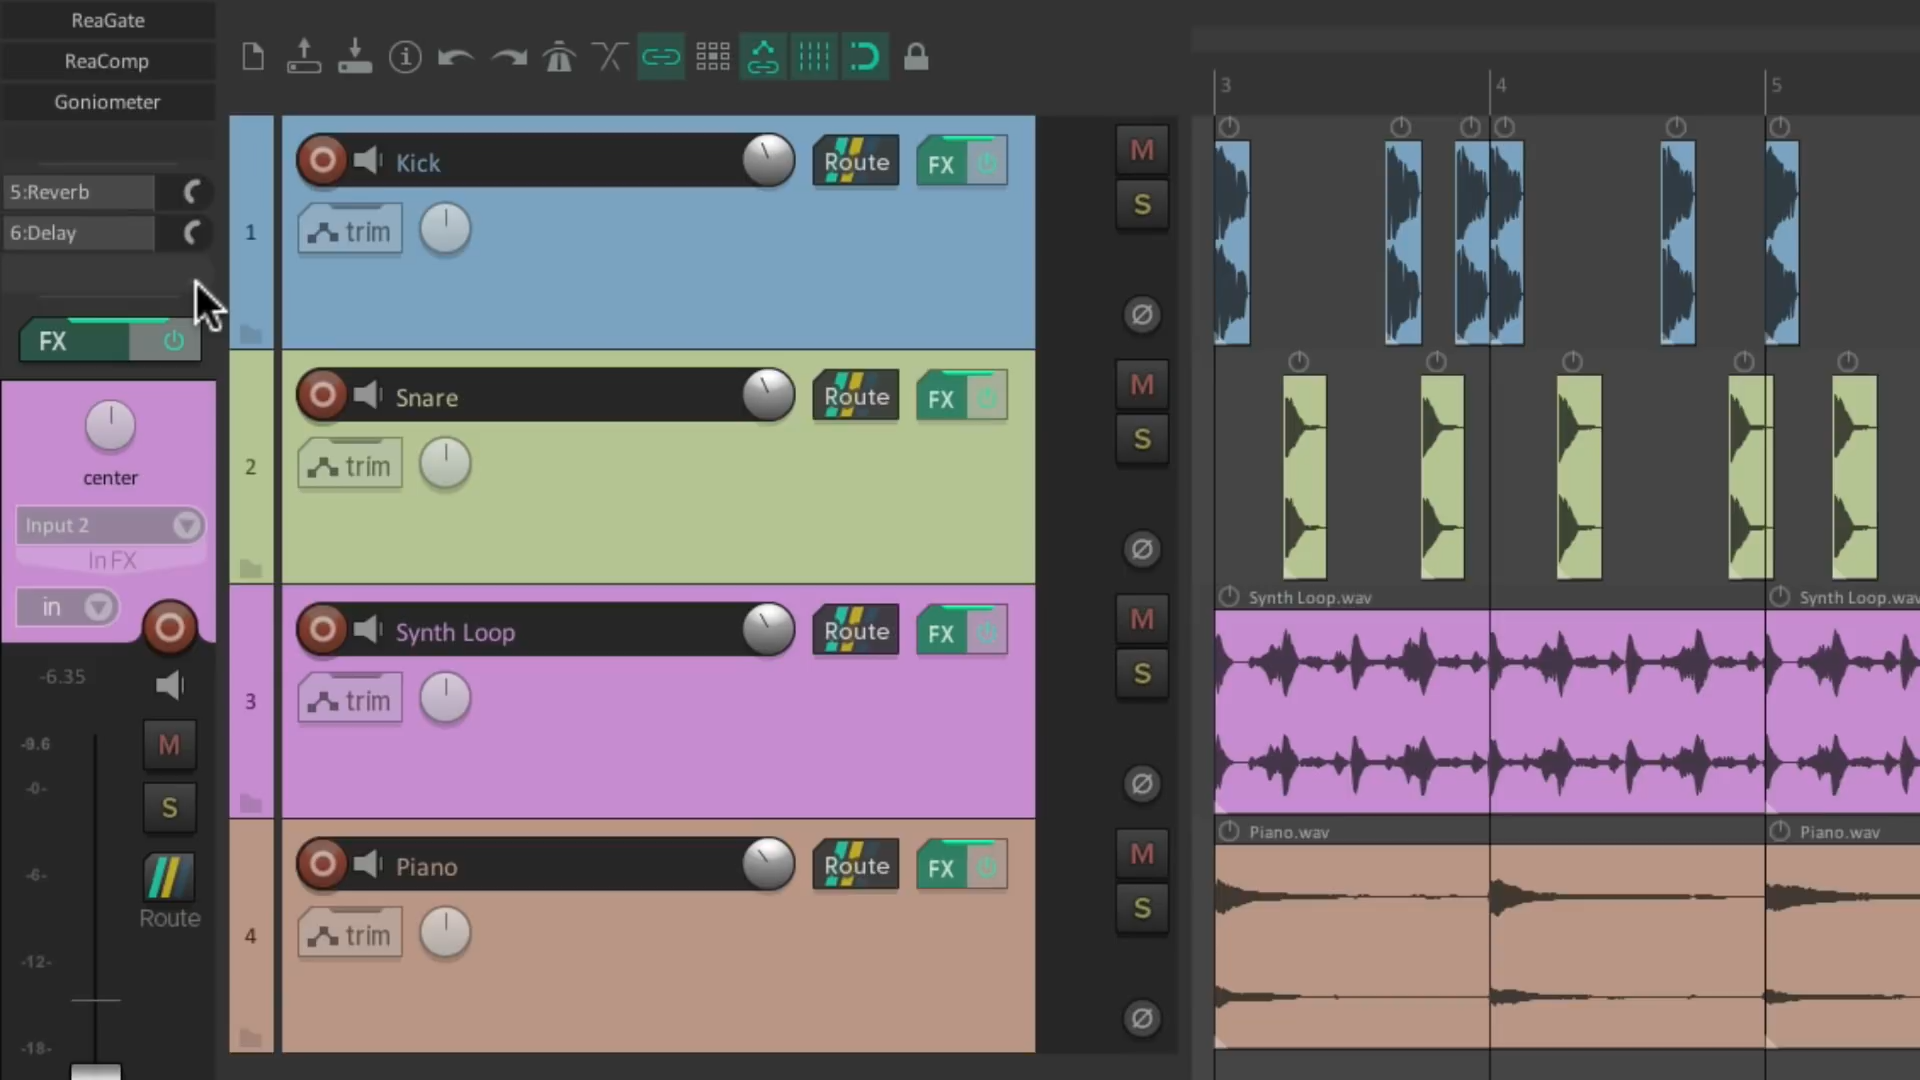 ReaGate
ReaComp
Goniometer
5:Reverb
6:Delay
FX
center
Input 2
In FX
in
-6.35
-9.6
-0-
-6-
-12-
-18-
M
S
Route
3
4
5
1
Kick
Route
FX
trim
M
S
2
Snare
Route
FX
trim
M
S
3
Synth Loop
Route
FX
trim
M
S
Synth Loop.wav
Synth Loop.wav
4
Piano
Route
FX
trim
M
S
Piano.wav
Piano.wav